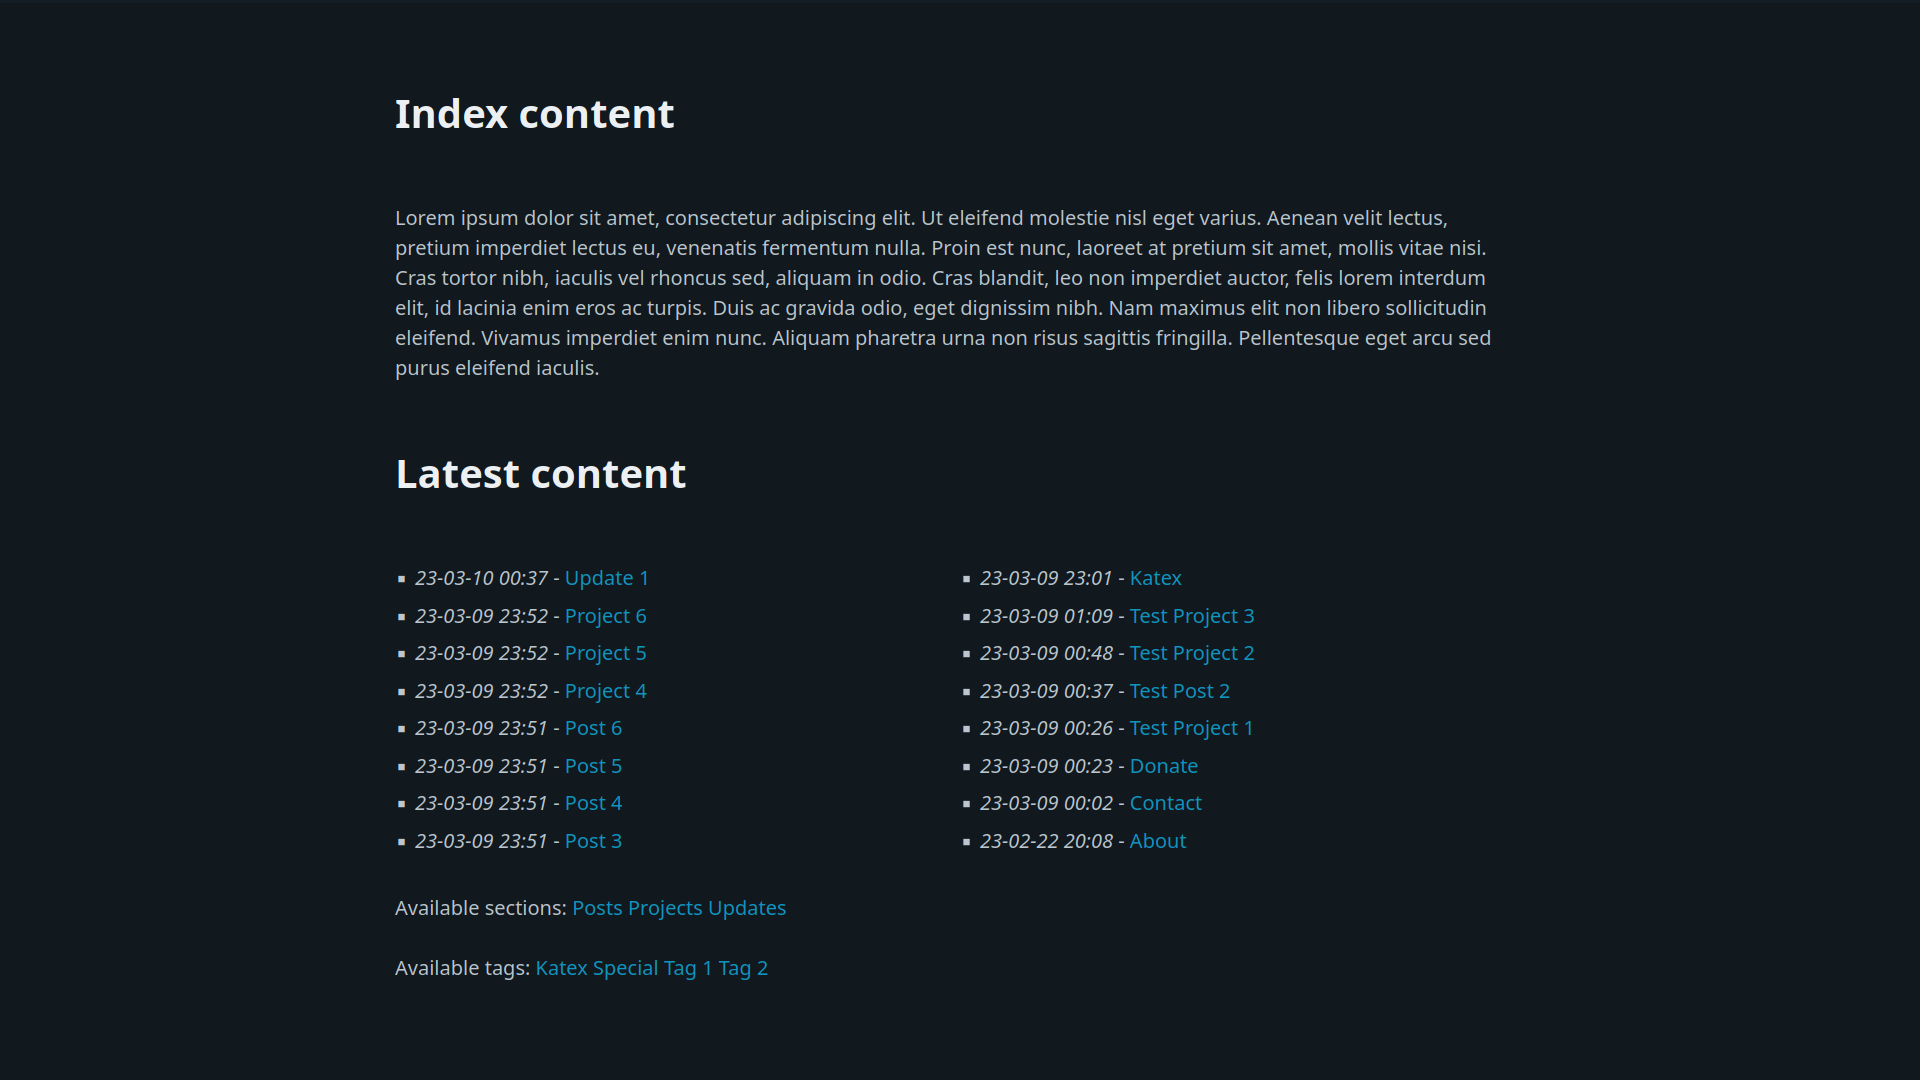 Index content
Lorem ipsum dolor sit amet, consectetur adipiscing elit. Ut eleifend molestie nisl eget varius. Aenean velit lectus,
pretium imperdiet lectus eu, venenatis fermentum nulla. Proin est nunc, laoreet at pretium sit amet, mollis vitae nisi.
Cras tortor nibh, iaculis vel rhoncus sed, aliquam in odio. Cras blandit, leo non imperdiet auctor, felis lorem interdum
elit, id lacinia enim eros ac turpis. Duis ac gravida odio, eget dignissim nibh. Nam maximus elit non libero sollicitudin
eleifend. Vivamus imperdiet enim nunc. Aliquam pharetra urna non risus sagittis fringilla. Pellentesque eget arcu sed
purus eleifend iaculis.
Latest content
▪ 23-03-10 00:37 - Update 1
▪ 23-03-09 23:52 - Project 6
▪ 23-03-09 23:52 - Project 5
▪ 23-03-09 23:52 - Project 4
▪ 23-03-09 23:51 - Post 6
▪ 23-03-09 23:51 - Post 5
▪ 23-03-09 23:51 - Post 4
▪ 23-03-09 23:51 - Post 3
▪ 23-03-09 23:01 - Katex
▪ 23-03-09 01:09 - Test Project 3
▪ 23-03-09 00:48 - Test Project 2
▪ 23-03-09 00:37 - Test Post 2
▪ 23-03-09 00:26 - Test Project 1
▪ 23-03-09 00:23 - Donate
▪ 23-03-09 00:02 - Contact
▪ 23-02-22 20:08 - About
Available sections: Posts Projects Updates
Available tags: Katex Special Tag 1 Tag 2